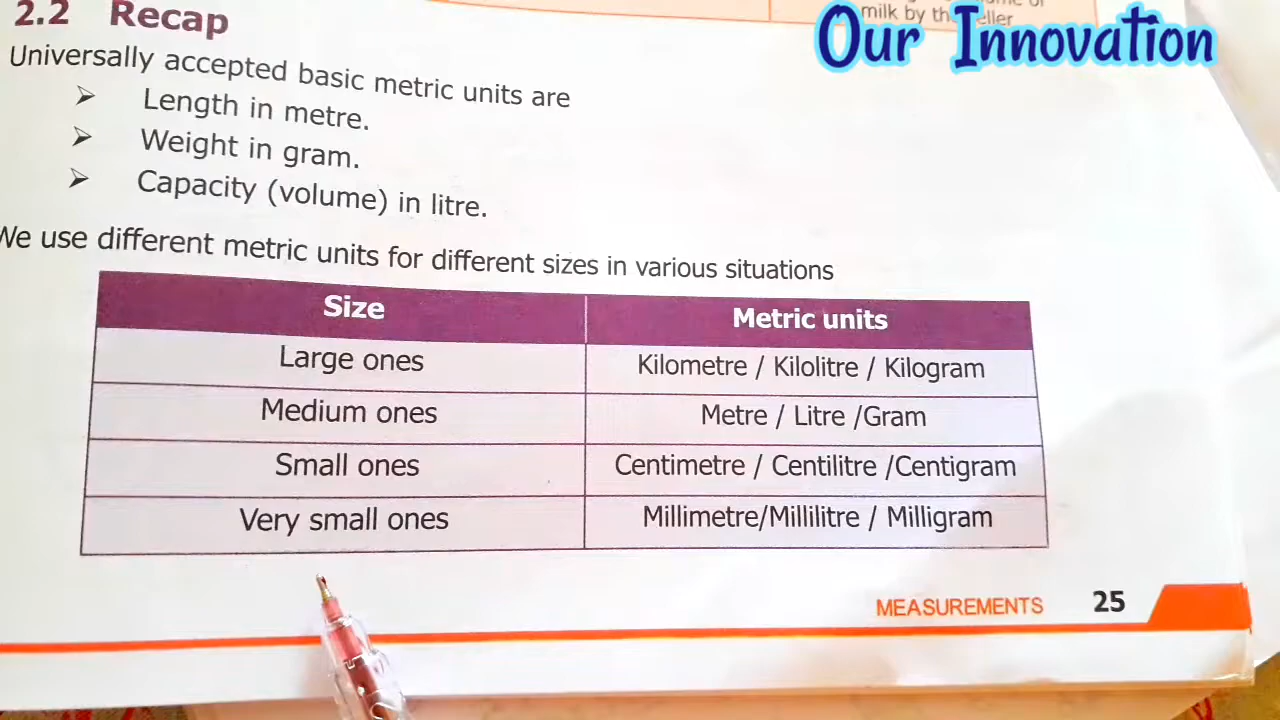 milk by the
Our Innovation
2.2 Recap
Universally accepted basic metric units are
➢ Length in metre.
➢ Weight in gram.
➢ Capacity (volume) in litre.
We use different metric units for different sizes in various situations
Size Metric units
Large ones Kilometre / Kilolitre / Kilogram
Medium ones Metre / Litre /Gram
Small ones Centimetre / Centilitre /Centigram
Very small ones Millimetre/Millilitre / Milligram
MEASUREMENTS 25